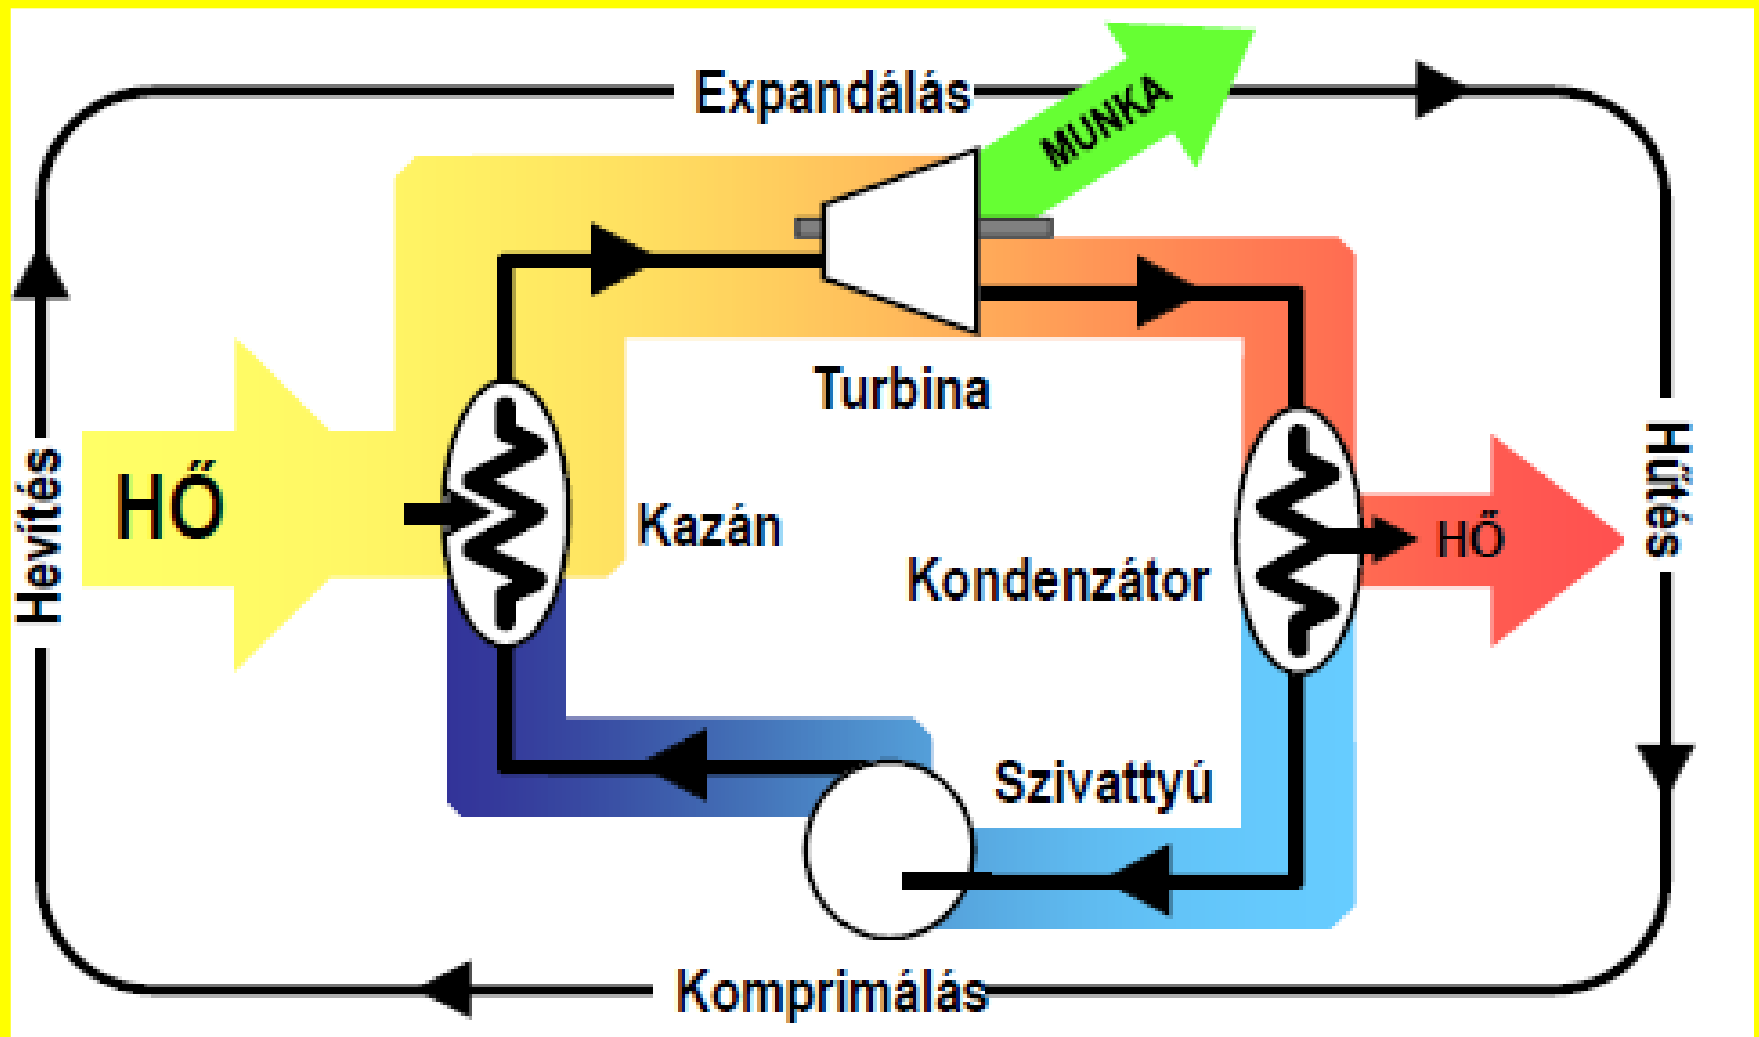 Expandálás
MUNKA
Turbina
HŐ
Hevítés
Kazán
Kondenzátor
HŐ
Hűtés
Szivattyú
Komprimálás